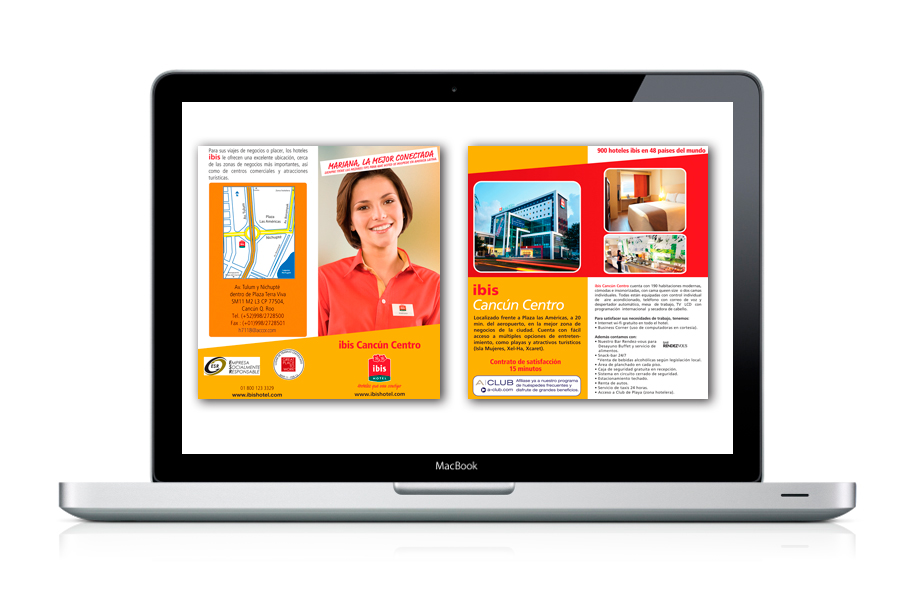 Para sus viajes de negocios o placer, los hoteles
ibis le ofrecen una excelente ubicación, cerca
de las zonas de negocios más importantes, así
como de centros comerciales y atracciones
turísticas.
Av. Tulum
Plaza
Las Américas
Nichupté
ibis
Av. Tulum y Nichupte
dentro de Plaza Terra Viva
SM11 M2 L3 CP 77504,
Cancún Q. Roo
Tel. (+52)998/2728500
Fax : (+01)998/2728501
ESR
EMPRESA
SOCIALMENTE
RESPONSABLE
01 800 123 3329
www.ibishotel.com
MARIANA, LA MEJOR CONECTADA
ibis Cancún Centro
ibis
HOTEL
www.ibishotel.com
900 hoteles ibis en 48 países del mundo
ibis
Cancún Centro
Localizado frente a Plaza las Américas, a 20
min. del aeropuerto, en la mejor zona de
negocios de la ciudad. Cuenta con fácil
acceso a múltiples opciones de entreteni-
miento, como playas y atractivos turísticos
(Isla Mujeres, Xel-Ha, Xcaret).
Contrato de satisfacción
15 minutos
A|CLUB
a-club.com
Afíliese ya a nuestro programa
de huéspedes frecuentes y
disfrute de grandes beneficios.
ibis Cancún Centro cuenta con 190 habitaciones modernas,
cómodas e insonorizadas, con cama queen size o dos camas
individuales. Todas están equipadas con control individual
de aire acondicionado, teléfono con correo de voz y
despertador automático, mesa de trabajo, TV LCD con
programación internacional y secadora de cabello.
Para satisfacer sus necesidades de trabajo, tenemos:
• Internet wi-fi gratuito en todo el hotel.
• Business Corner (uso de computadoras en cortesía).
Además contamos con:
• Nuestro Bar Rendez-vous para
Desayuno Buffet y servicio de
alimentos.
BAR
RENDEZVOUS
• Snack-bar 24/7
*Venta de bebidas alcohólicas según legislación local.
• Área de planchado en cada piso.
• Caja de seguridad gratuita en recepción.
• Sistema en circuito cerrado de seguridad.
• Estacionamiento techado.
• Renta de autos.
• Servicio de taxis 24 horas.
• Acceso a Club de Playa (zona hotelera).
MacBook